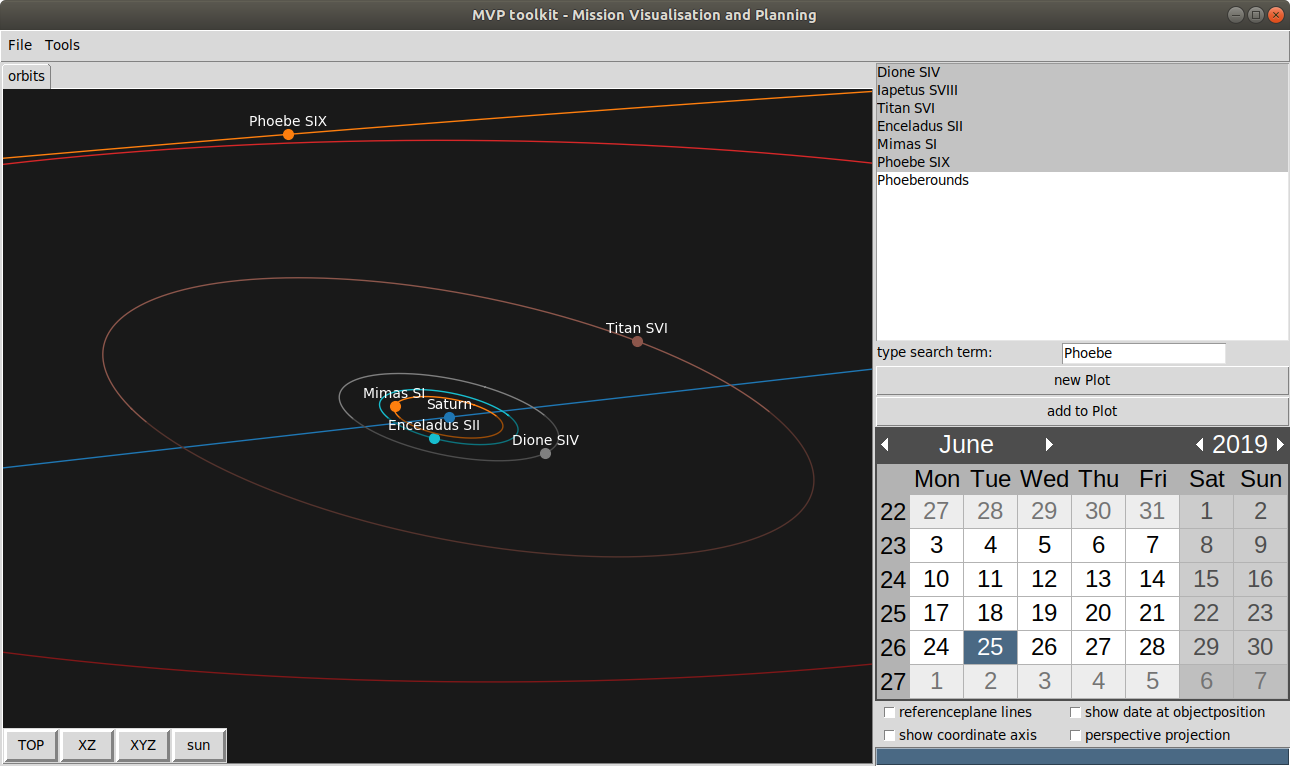 MVP toolkit - Mission Visualisation and Planning
File Tools
orbits
Phoebe SIX
Titan SVI
Mimas SI
Saturn
Enceladus SII
Dione SIV
TOP XZ XYZ sun
Dione SIV
Iapetus SVIII
Titan SVI
Enceladus SII
Mimas SI
Phoebe SIX
Phoeberounds
type search term: Phoebe
new Plot
add to Plot
June 2019
Mon Tue Wed Thu Fri Sat Sun
22 27 28 29 30 31 1 2
23 3 4 5 6 7 8 9
24 10 11 12 13 14 15 16
25 17 18 19 20 21 22 23
26 24 25 26 27 28 29 30
27 1 2 3 4 5 6 7
referenceplane lines show date at objectposition
show coordinate axis perspective projection